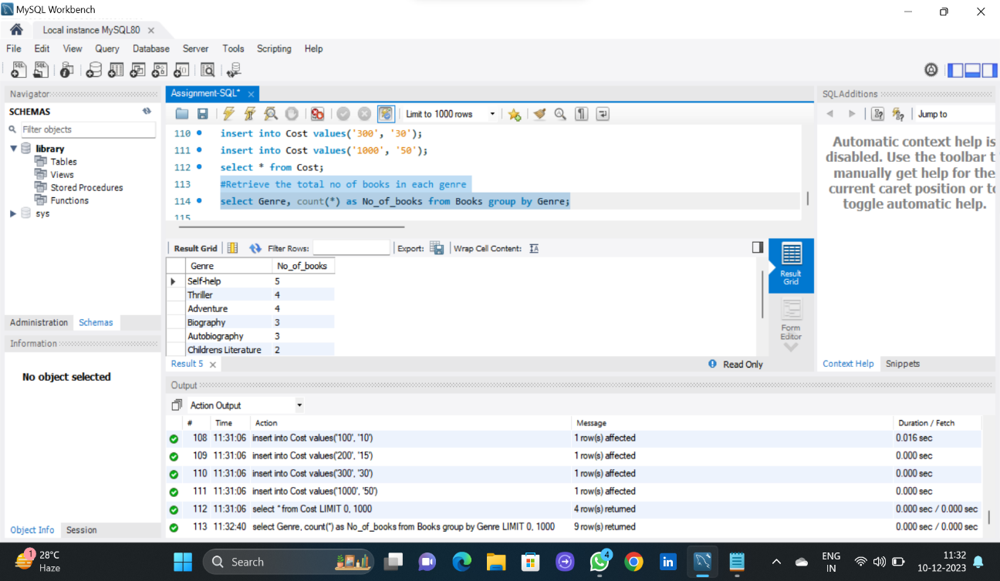 MySQL Workbench
Local instance MySQL80
File Edit View Query Database Server Tools Scripting Help
Navigator
SCHEMAS
Filter objects
library
Tables
Views
Stored Procedures
Functions
sys
Administration Schemas
Information
No object selected
Object Info Session
Assignment-SQL*
Limit to 1000 rows
110 insert into Cost values('300', '30');
111 insert into Cost values('1000', '50');
112 select * from Cost;
113 #Retrieve the total no of books in each genre
114 select Genre, count(*) as No_of_books from Books group by Genre;
115
Result Grid Filter Rows: Export: Wrap Cell Content:
Genre No_of_books
Self-help 5
Thriller 4
Adventure 4
Biography 3
Autobiography 3
Childrens Literature 2
Result Grid
Form Editor
Result 5
Read Only
SQLAdditions
Jump to
Automatic context help is
disabled. Use the toolbar t
manually get help for the
current caret position or to
toggle automatic help.
Context Help Snippets
Output
Action Output
# Time Action Message Duration / Fetch
108 11:31:06 insert into Cost values('100', '10') 1 row(s) affected 0.016 sec
109 11:31:06 insert into Cost values('200', '15') 1 row(s) affected 0.000 sec
110 11:31:06 insert into Cost values('300', '30') 1 row(s) affected 0.000 sec
111 11:31:06 insert into Cost values('1000', '50') 1 row(s) affected 0.000 sec
112 11:31:06 select * from Cost LIMIT 0, 1000 4 row(s) returned 0.000 sec / 0.000 sec
113 11:32:40 select Genre, count(*) as No_of_books from Books group by Genre LIMIT 0, 1000 9 row(s) returned 0.000 sec / 0.000 sec
1
28°C
Haze
Search
4
in
ENG
IN
11:32
10-12-2023